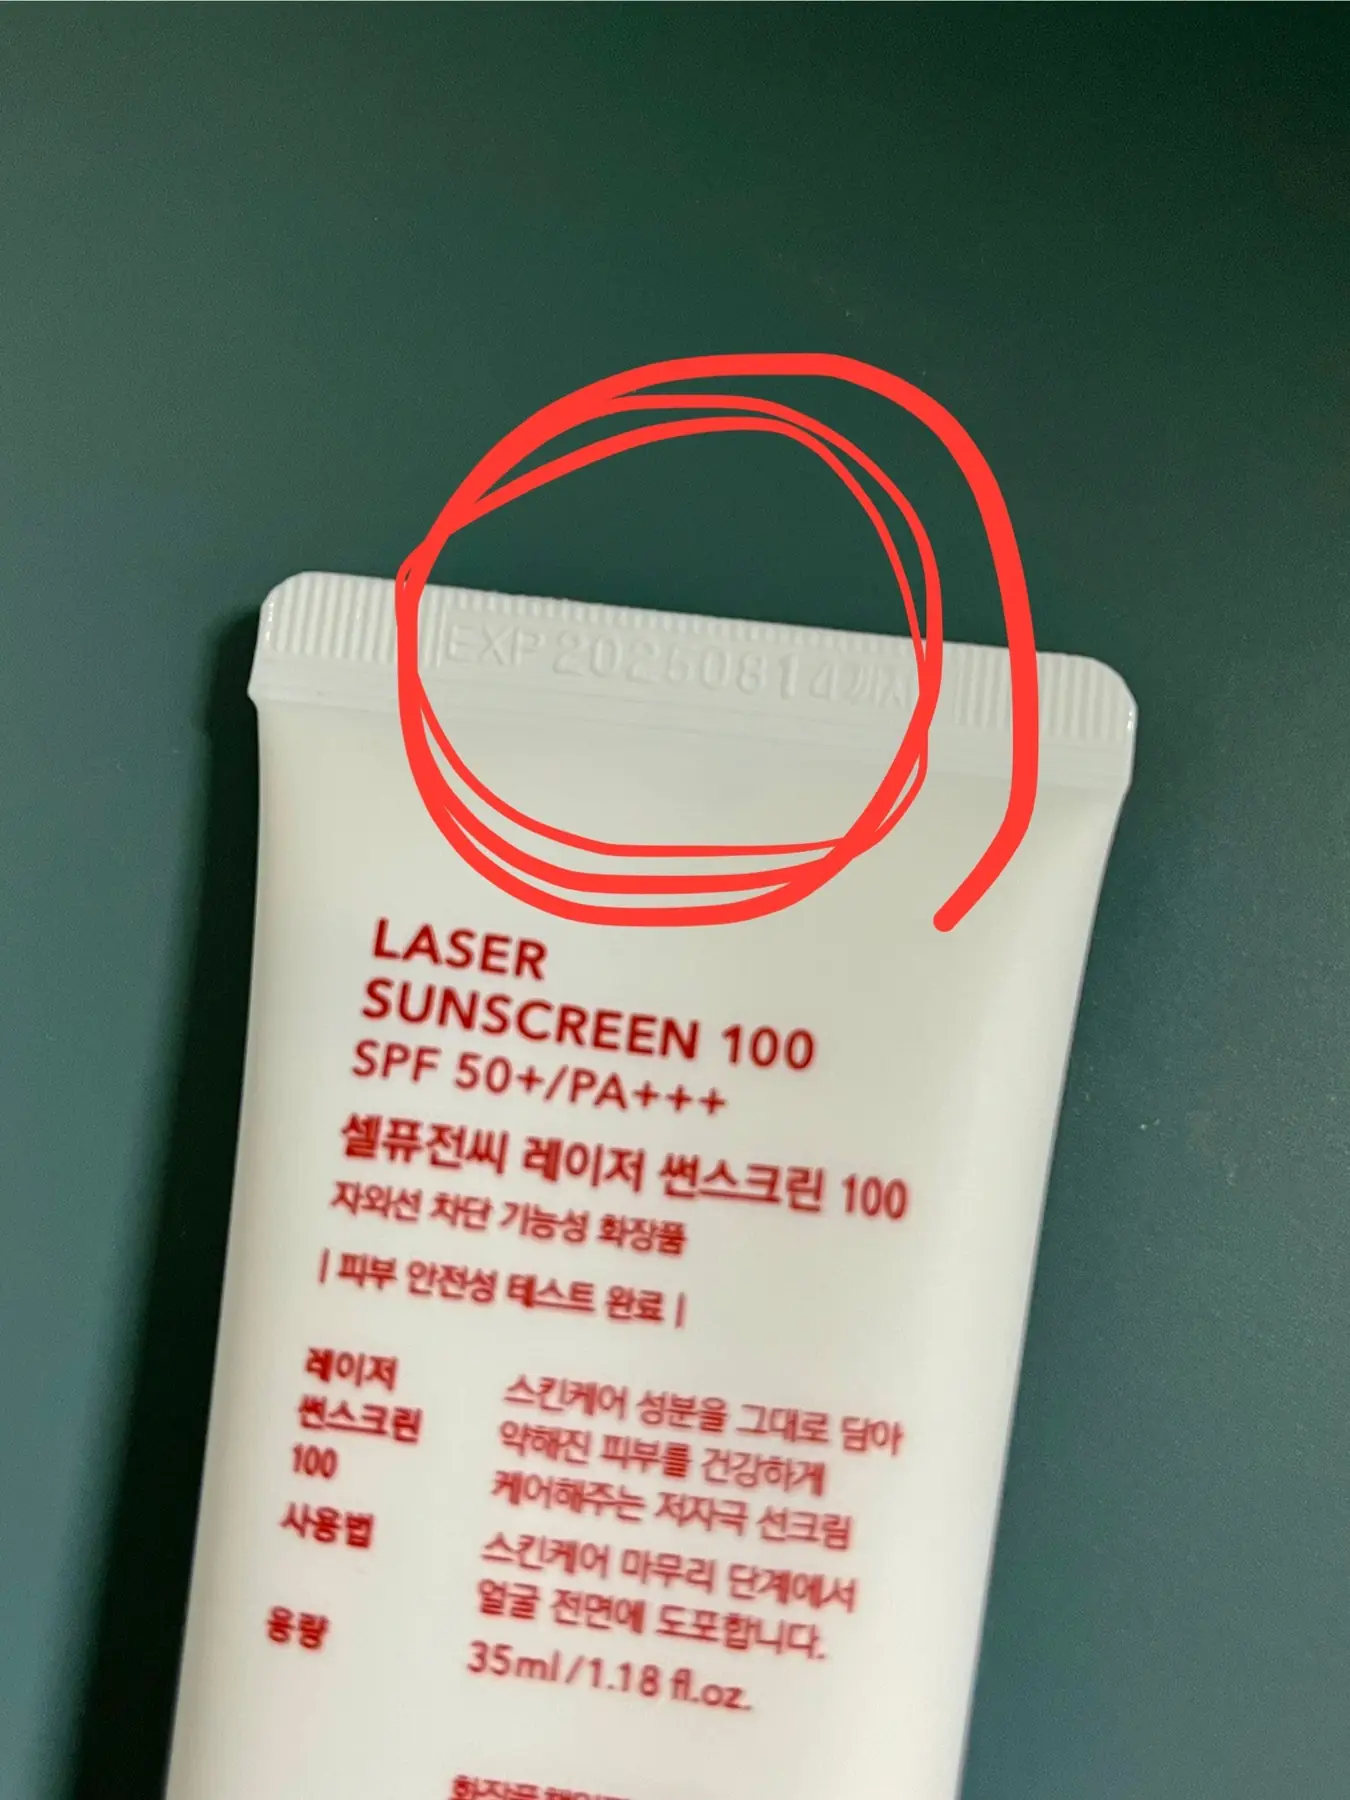 EXP 20250814까지
LASER
SUNSCREEN 100
SPF 50+/PA+++
셀퓨전씨 레이저 썬스크린 100
자외선 차단 기능성 화장품
| 피부 안전성 테스트 완료 |
레이저
썬스크린
100
스킨케어 성분을 그대로 담아
약해진 피부를 건강하게
케어해주는 저자극 선크림
사용법
스킨케어 마무리 단계에서
얼굴 전면에 도포합니다.
용량
35ml/1.18 fl.oz.